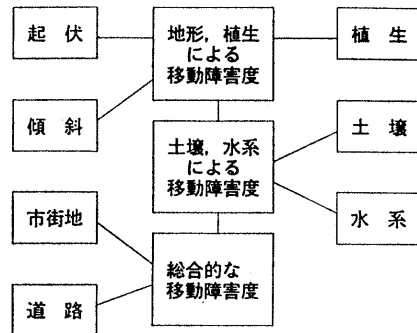 起伏
地形，植生
による
移動障害度
植生
傾斜
土壌，水系
による
移動障害度
土壌
市街地
水系
総合的な
移動障害度
道路